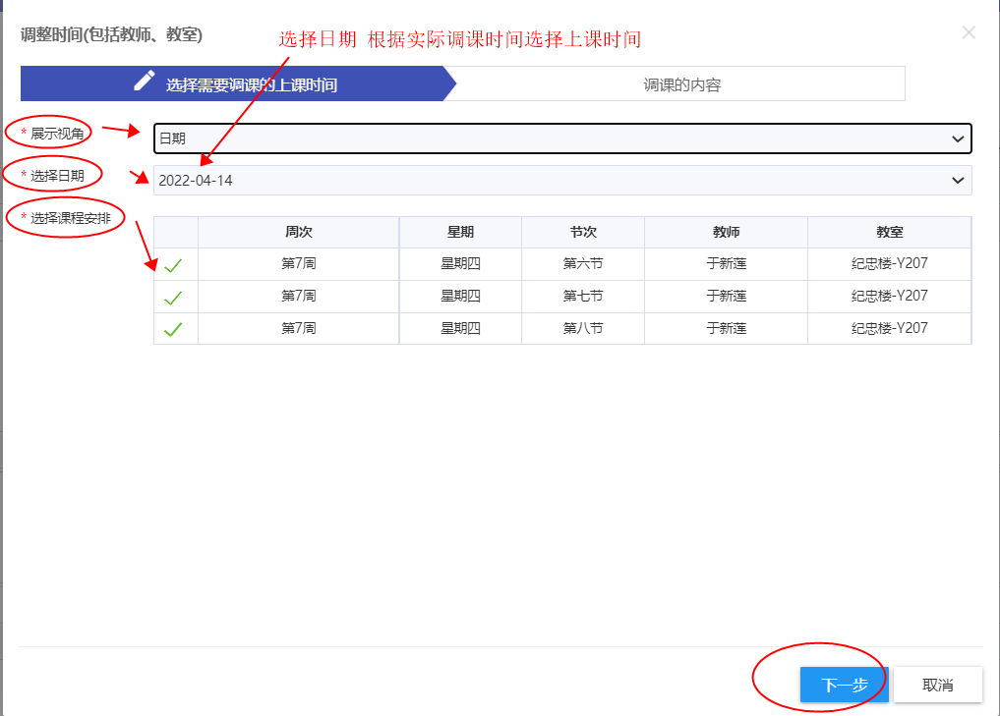 调整时间(包括教师、教室)
选择日期 根据实际调课时间选择上课时间
选择需要调课的上课时间 调课的内容
* 展示视角 日期
* 选择日期 2022-04-14
* 选择课程安排
周次 星期 节次 教师 教室
第7周 星期四 第六节 于新莲 纪忠楼-Y207
第7周 星期四 第七节 于新莲 纪忠楼-Y207
第7周 星期四 第八节 于新莲 纪忠楼-Y207
下一步 取消